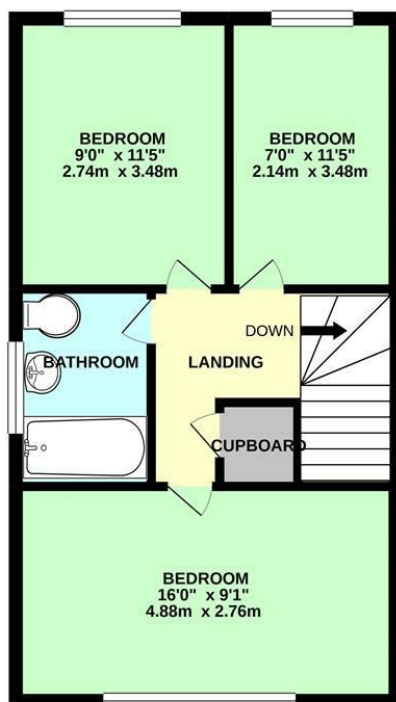 BEDROOM
9'0" x 11'5"
2.74m x 3.48m
BEDROOM
7'0" x 11'5"
2.14m x 3.48m
DOWN
BATHROOM
LANDING
CUPBOARD
BEDROOM
16'0" x 9'1"
4.88m x 2.76m